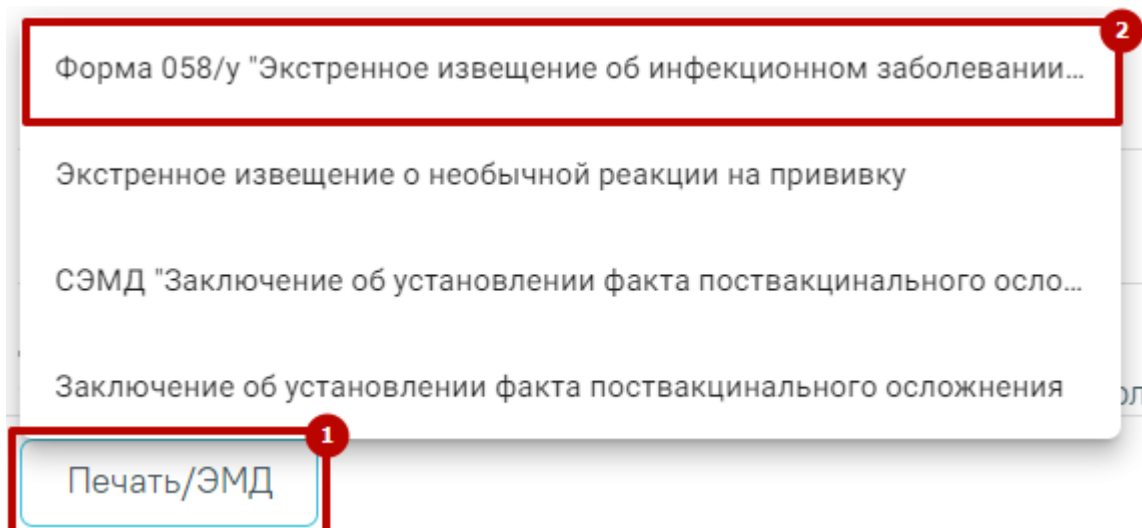 2
Форма 058/у "Экстренное извещение об инфекционном заболевании...
Экстренное извещение о необычной реакции на прививку
СЭМД "Заключение об установлении факта поствакцинального осло...
Заключение об установлении факта поствакцинального осложнения
1
Печать/ЭМД